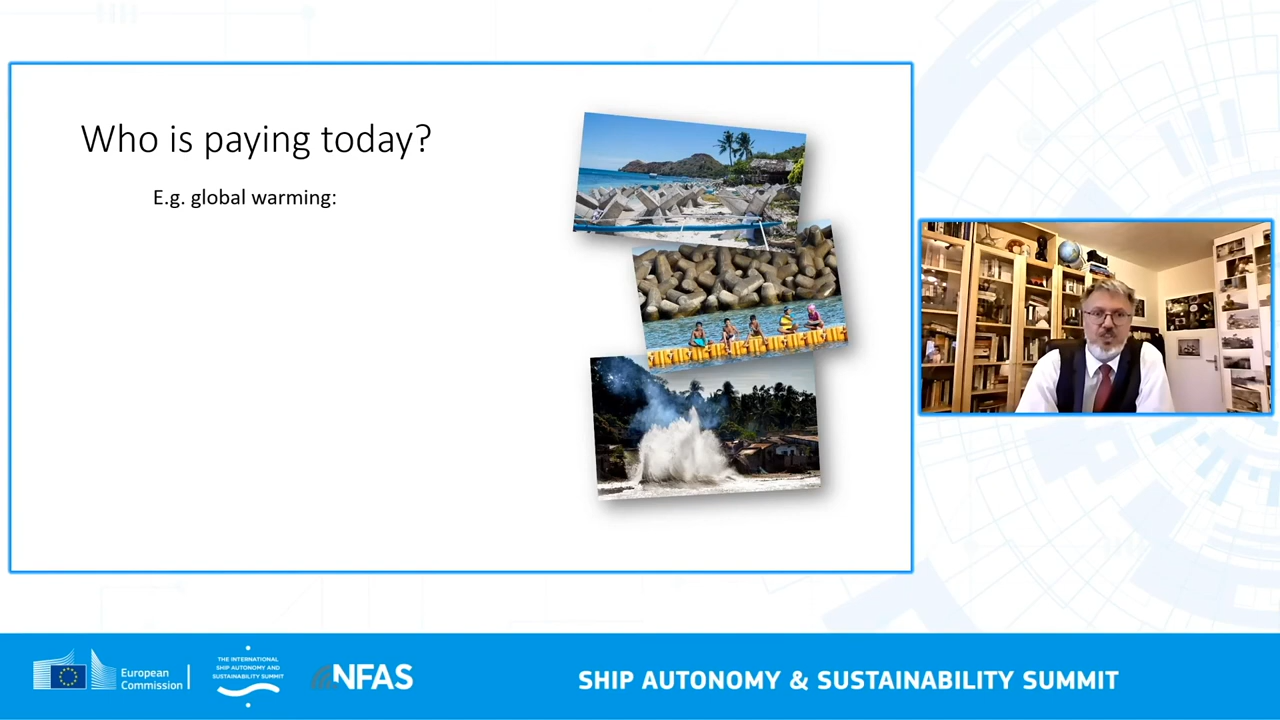 Who is paying today?
E.g. global warming:
European
Commission
THE INTERNATIONAL
SHIP AUTONOMY AND
SUSTAINABILITY SUMMIT
NFAS
SHIP AUTONOMY & SUSTAINABILITY SUMMIT